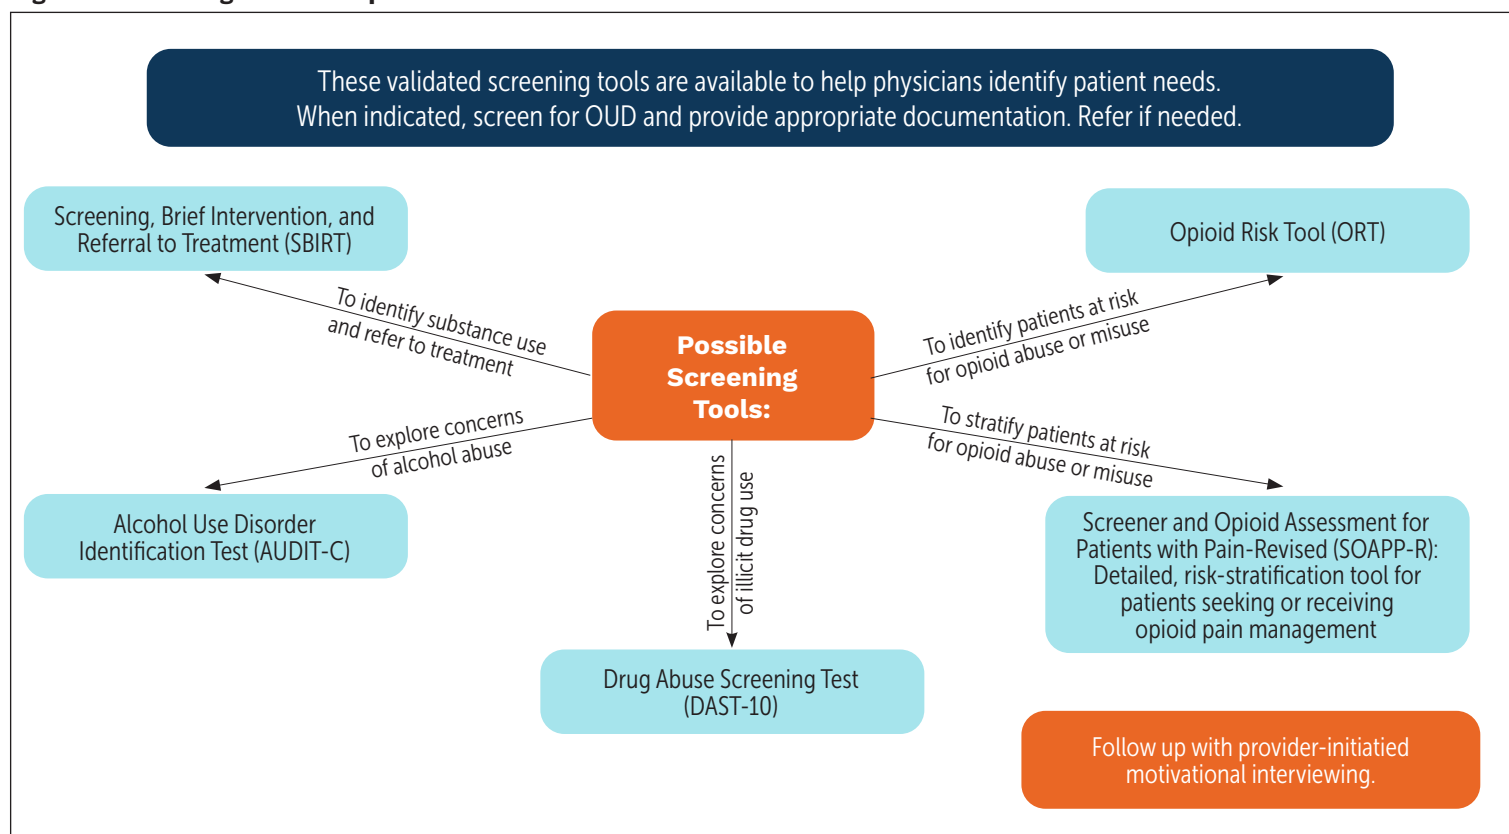 These validated screening tools are available to help physicians identify patient needs.
When indicated, screen for OUD and provide appropriate documentation. Refer if needed.
Screening, Brief Intervention, and
Referral to Treatment (SBIRT)
Opioid Risk Tool (ORT)
To identify substance use
and refer to treatment
Possible
Screening
Tools:
To identify patients at risk
for opioid abuse or misuse
To explore concerns
of alcohol abuse
To explore concerns
of illicit drug use
To stratify patients at risk
for opioid abuse or misuse
Alcohol Use Disorder
Identification Test (AUDIT-C)
Screener and Opioid Assessment for
Patients with Pain-Revised (SOAPP-R):
Detailed, risk-stratification tool for
patients seeking or receiving
opioid pain management
Drug Abuse Screening Test
(DAST-10)
Follow up with provider-initiatied
motivational interviewing.